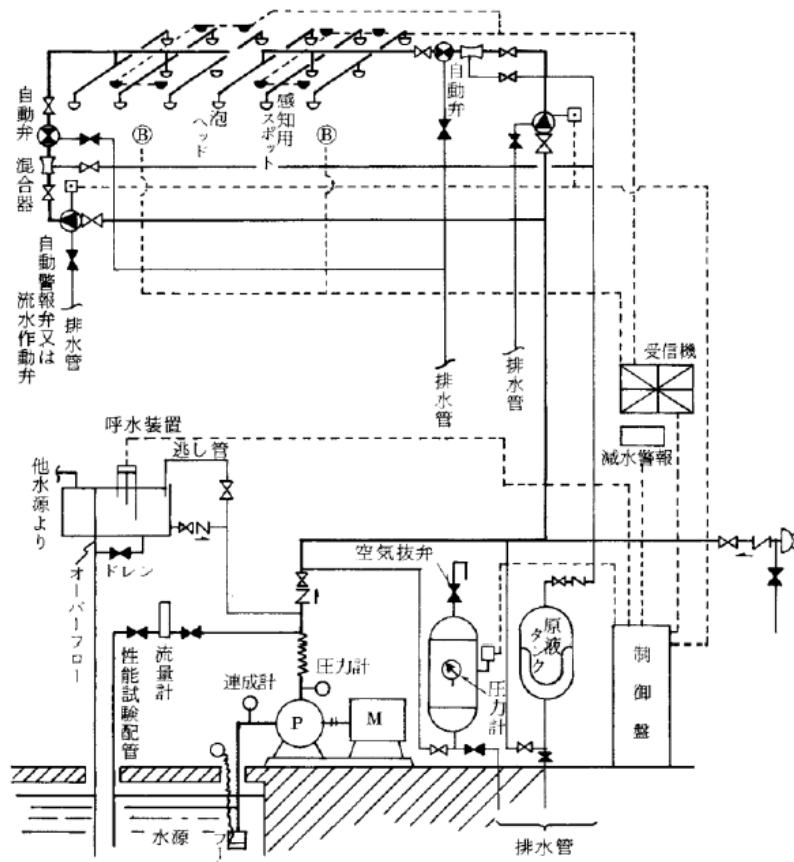 自動弁
泡ヘッド
感知用スポット
自動弁
Ⓑ
Ⓑ
混合器
自動警報弁又は
流水作動弁
排水管
排水管
排水管
受信機
減水警報
呼水装置
逃し管
他水源より
ドレン
オーバーフロー
空気抜弁
性能試験配管
流量計
連成計
圧力計
P
M
圧力計
原液
タンク
制御盤
水源
フー
排水管